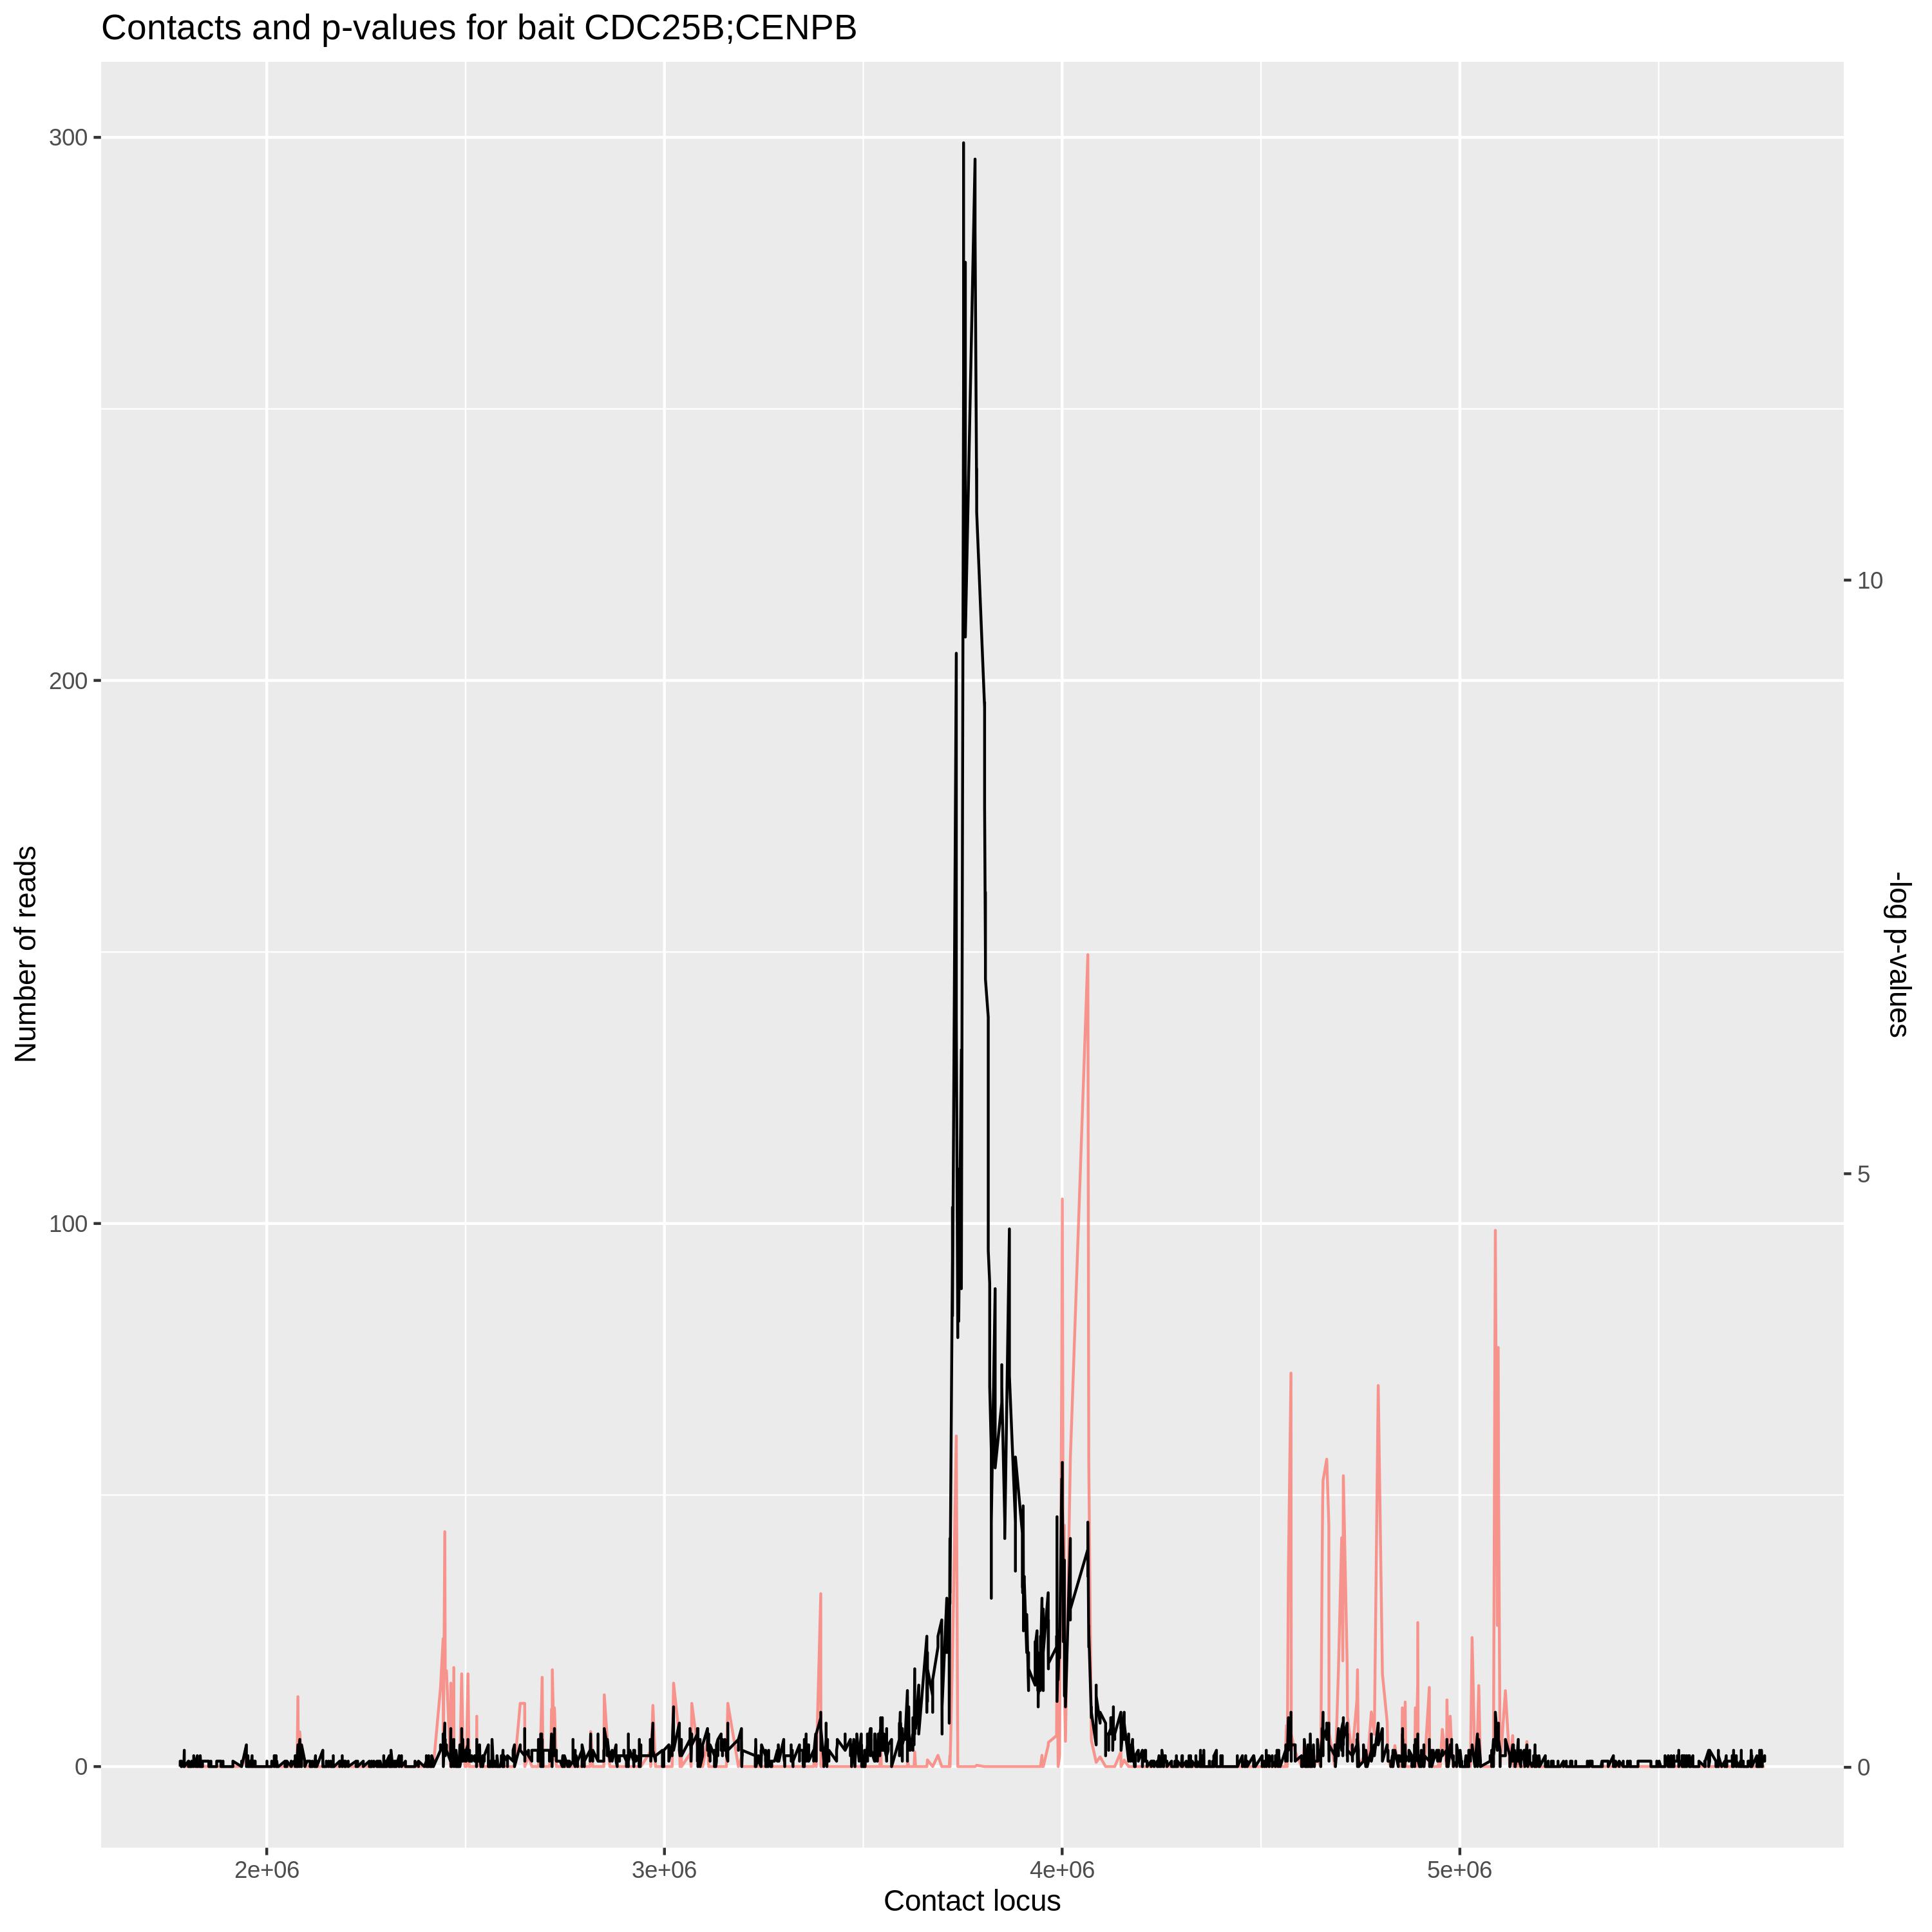 Contacts and p-values for bait CDC25B;CENPB
300
200
100
0
Number of reads
10
5
0
-log p-values
2e+06
3e+06
4e+06
5e+06
Contact locus